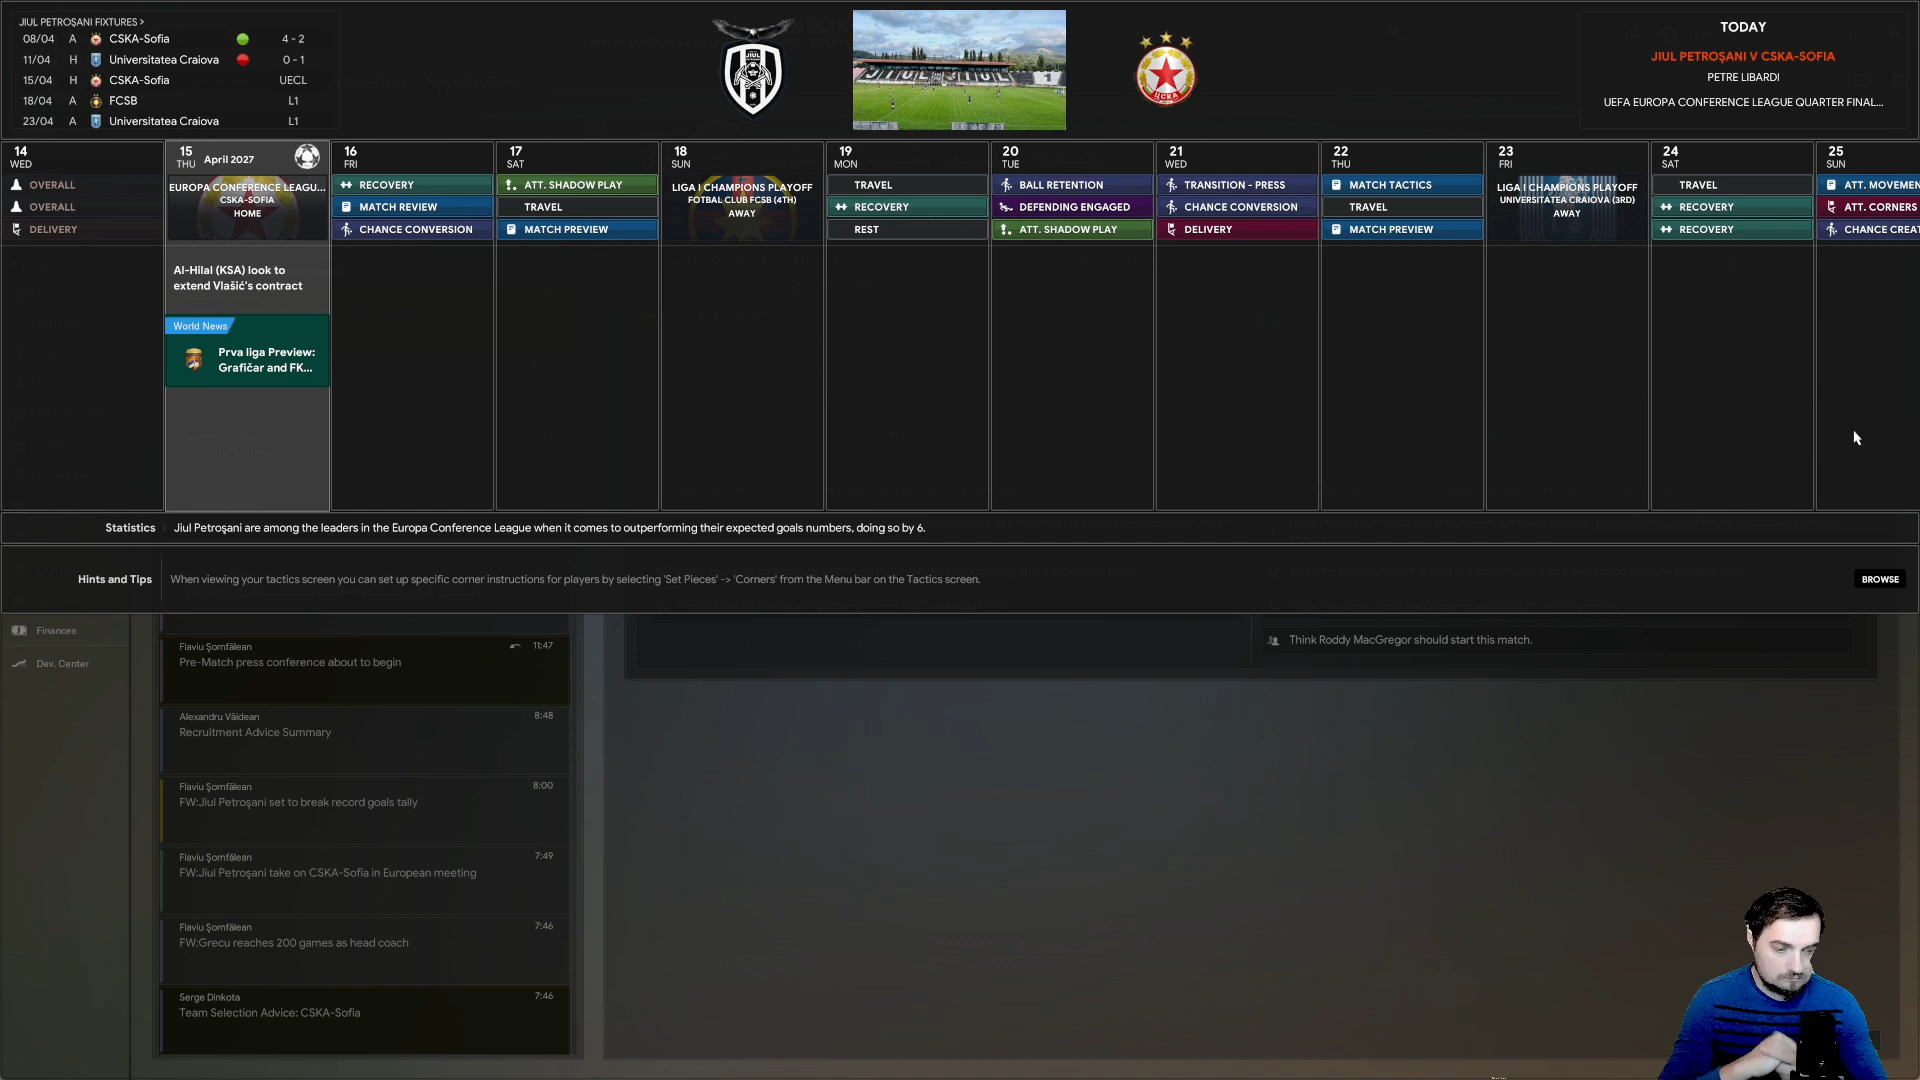 JIUL PETROȘANI FIXTURES >
08/04 A CSKA-Sofia 4 - 2
11/04 H Universitatea Craiova 0 - 1
15/04 H CSKA-Sofia UECL
18/04 A FCSB L1
23/04 A Universitatea Craiova L1
TODAY
JIUL PETROȘANI V CSKA-SOFIA
PETRE LIBARDI
UEFA EUROPA CONFERENCE LEAGUE QUARTER FINAL...
14
WED
OVERALL
OVERALL
DELIVERY
15
THU April 2027
EUROPA CONFERENCE LEAGU...
CSKA-SOFIA
HOME
Al-Hilal (KSA) look to
extend Vlašić's contract
World News
Prva liga Preview:
Grafičar and FK...
16
FRI
RECOVERY
MATCH REVIEW
CHANCE CONVERSION
17
SAT
ATT. SHADOW PLAY
TRAVEL
MATCH PREVIEW
18
SUN
LIGA I CHAMPIONS PLAYOFF
FOTBAL CLUB FCSB (4TH)
AWAY
19
MON
TRAVEL
RECOVERY
REST
20
TUE
BALL RETENTION
DEFENDING ENGAGED
ATT. SHADOW PLAY
21
WED
TRANSITION - PRESS
CHANCE CONVERSION
DELIVERY
22
THU
MATCH TACTICS
TRAVEL
MATCH PREVIEW
23
FRI
LIGA I CHAMPIONS PLAYOFF
UNIVERSITATEA CRAIOVA (3RD)
AWAY
24
SAT
TRAVEL
RECOVERY
RECOVERY
25
SUN
ATT. MOVEMEN
ATT. CORNERS
CHANCE CREAT
Statistics Jiul Petroșani are among the leaders in the Europa Conference League when it comes to outperforming their expected goals numbers, doing so by 6.
Hints and Tips When viewing your tactics screen you can set up specific corner instructions for players by selecting 'Set Pieces' -> 'Corners' from the Menu bar on the Tactics screen.
BROWSE
Finances
Dev. Center
Flaviu Șomfălean 11:47
Pre-Match press conference about to begin
Alexandru Văidean 8:48
Recruitment Advice Summary
Flaviu Șomfălean 8:00
FW:Jiul Petroșani set to break record goals tally
Flaviu Șomfălean 7:49
FW:Jiul Petroșani take on CSKA-Sofia in European meeting
Flaviu Șomfălean 7:46
FW:Grecu reaches 200 games as head coach
Serge Dinkota 7:46
Team Selection Advice: CSKA-Sofia
Think Roddy MacGregor should start this match.